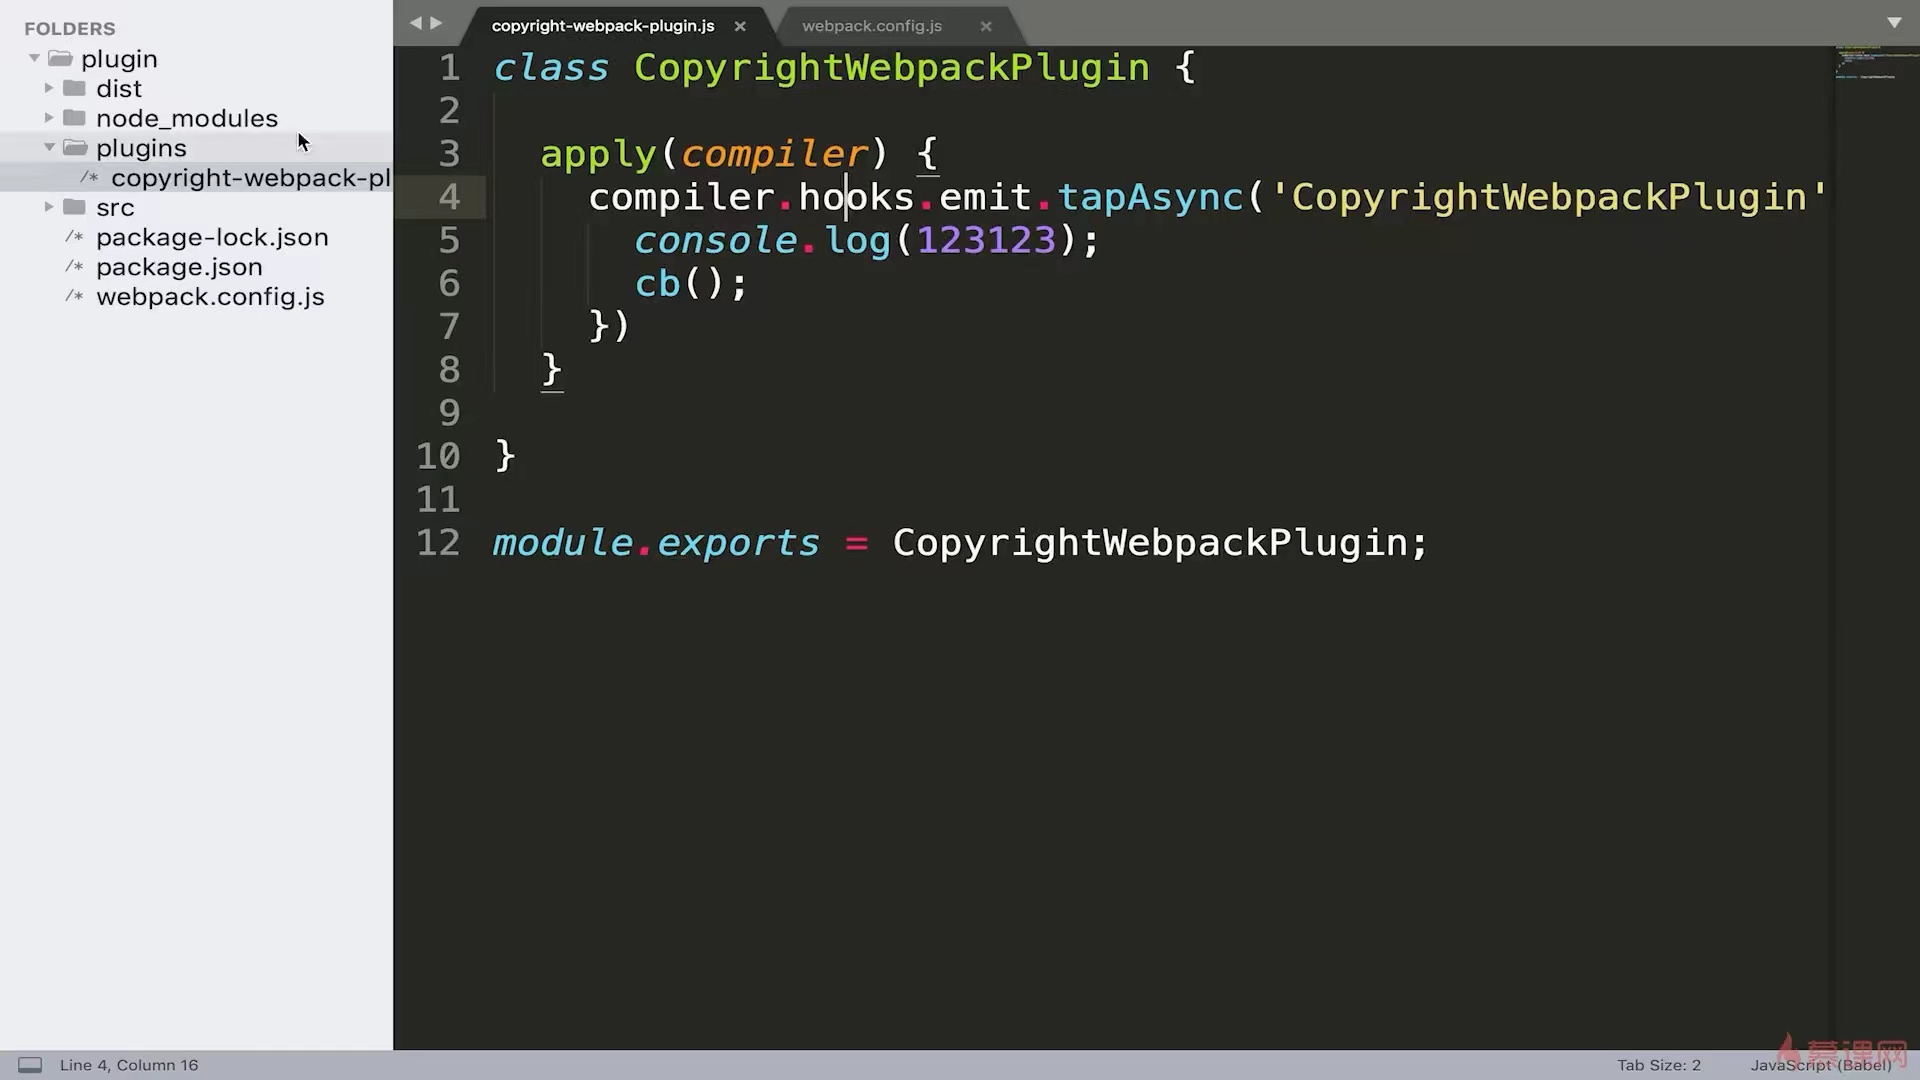 FOLDERS
plugin
dist
node_modules
plugins
/* copyright-webpack-pl
src
/* package-lock.json
/* package.json
/* webpack.config.js
copyright-webpack-plugin.js ×
webpack.config.js ×
1 class CopyrightWebpackPlugin {
2
3 apply(compiler) {
4 compiler.hooks.emit.tapAsync('CopyrightWebpackPlugin'
5 console.log(123123);
6 cb();
7 })
8 }
9
10 }
11
12 module.exports = CopyrightWebpackPlugin;
Line 4, Column 16
Tab Size: 2
JavaScript (Babel)
慕课网